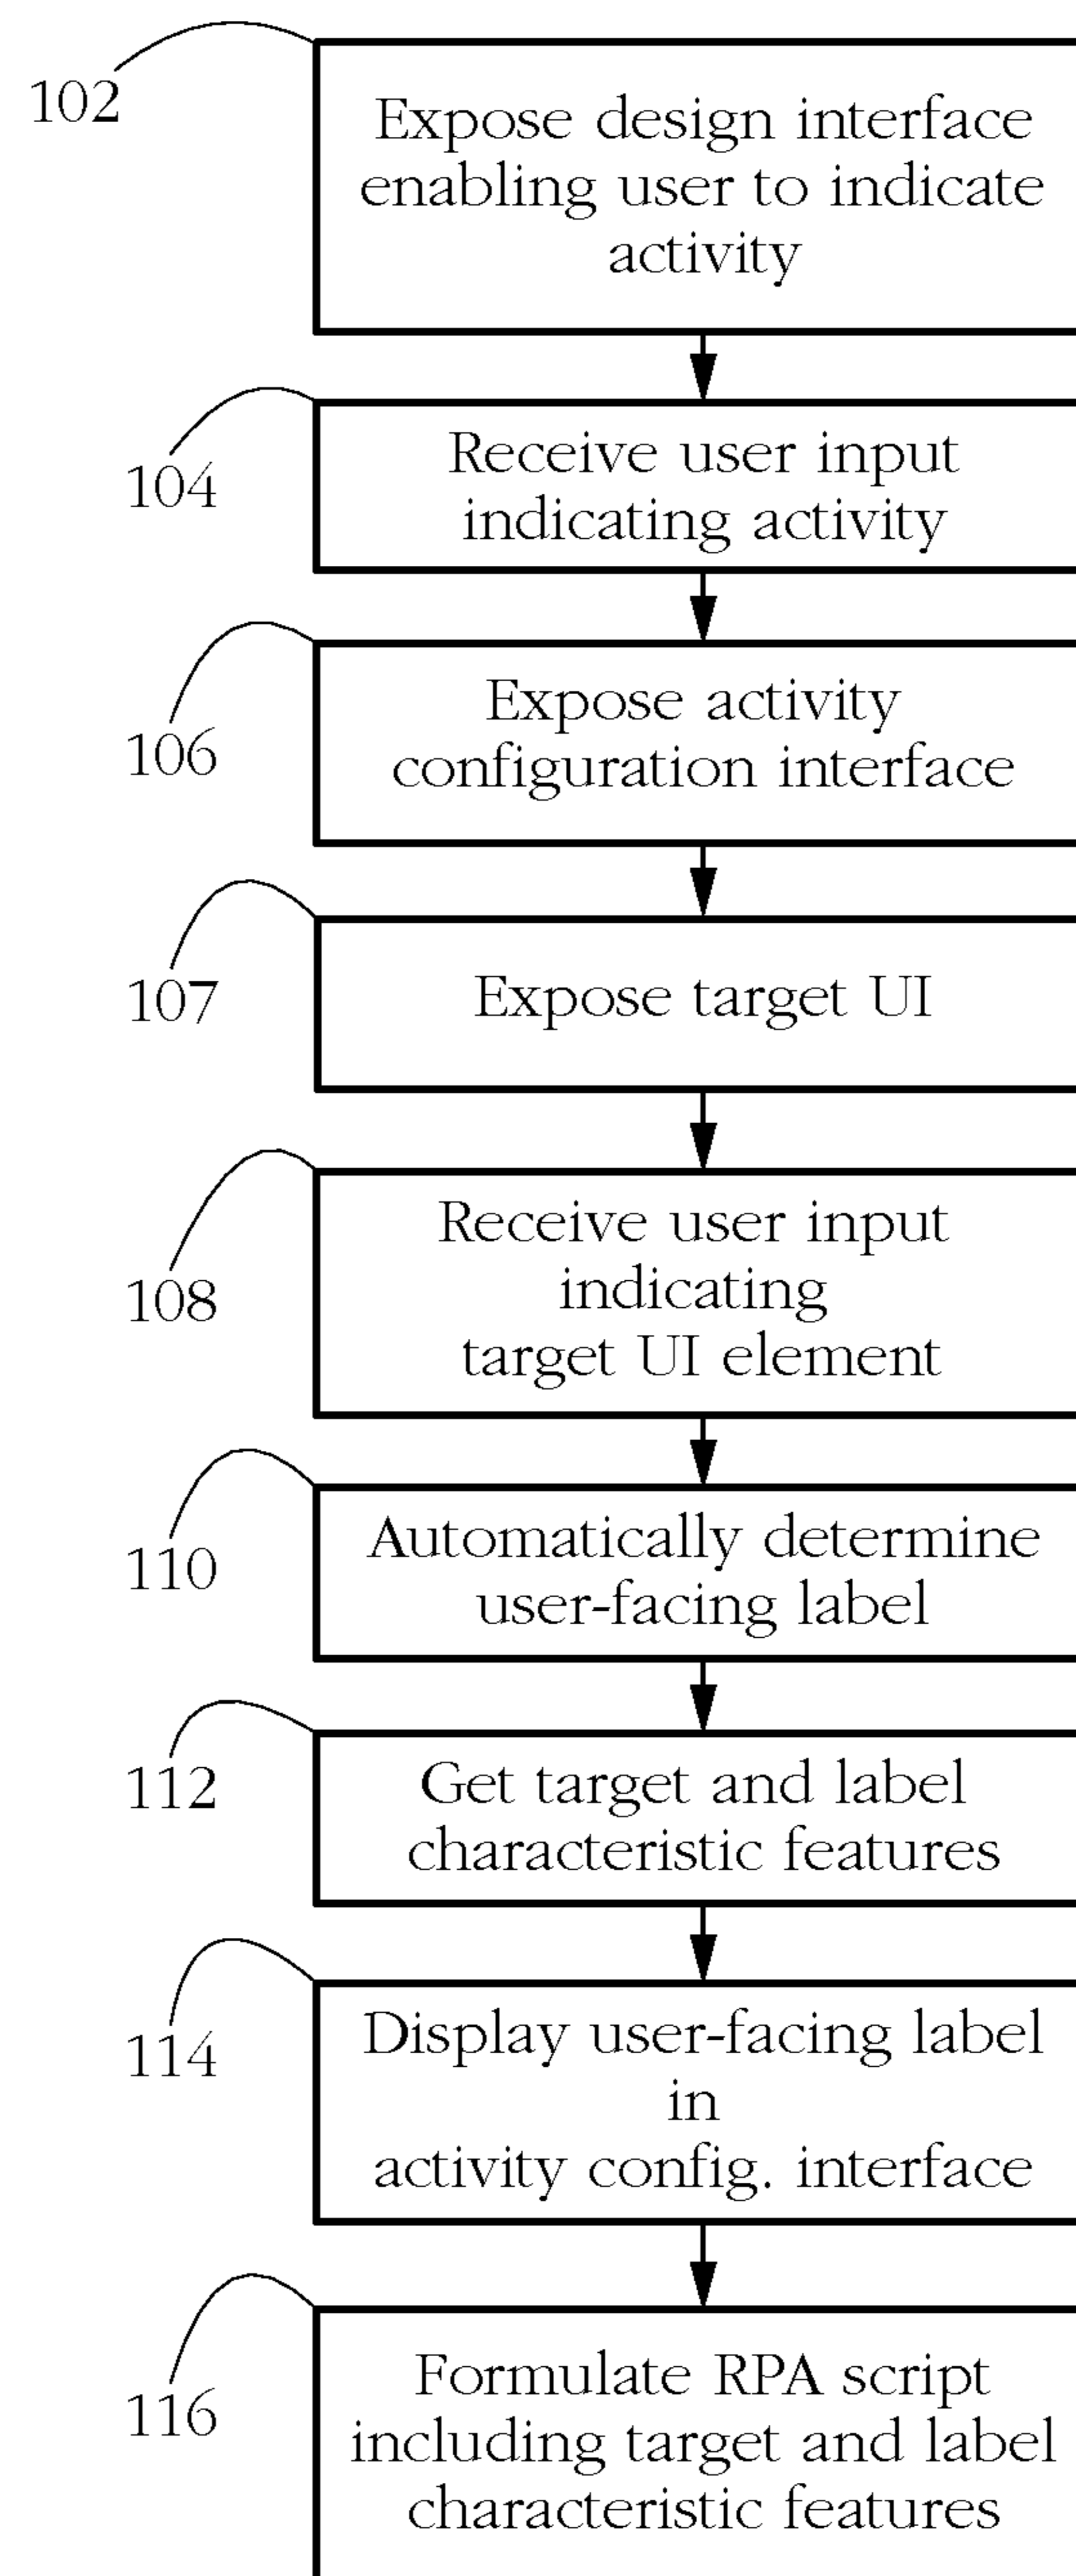 102
Expose design interface
enabling user to indicate
activity
104
Receive user input
indicating activity
106
Expose activity
configuration interface
107
Expose target UI
108
Receive user input
indicating
target UI element
110
Automatically determine
user-facing label
112
Get target and label
characteristic features
114
Display user-facing label
in
activity config. interface
116
Formulate RPA script
including target and label
characteristic features